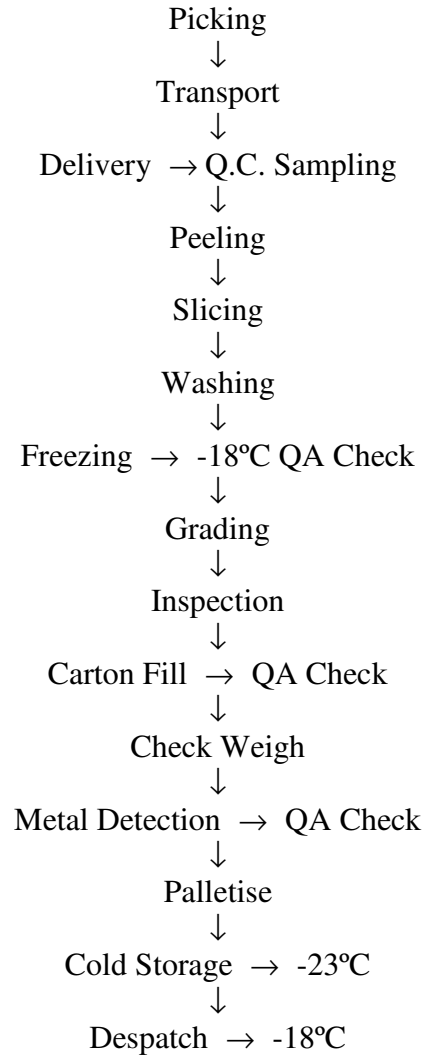 Picking
↓
Transport
↓
Delivery → Q.C. Sampling
↓
Peeling
↓
Slicing
↓
Washing
↓
Freezing → -18ºC QA Check
↓
Grading
↓
Inspection
↓
Carton Fill → QA Check
↓
Check Weigh
↓
Metal Detection → QA Check
↓
Palletise
↓
Cold Storage → -23ºC
↓
Despatch → -18ºC